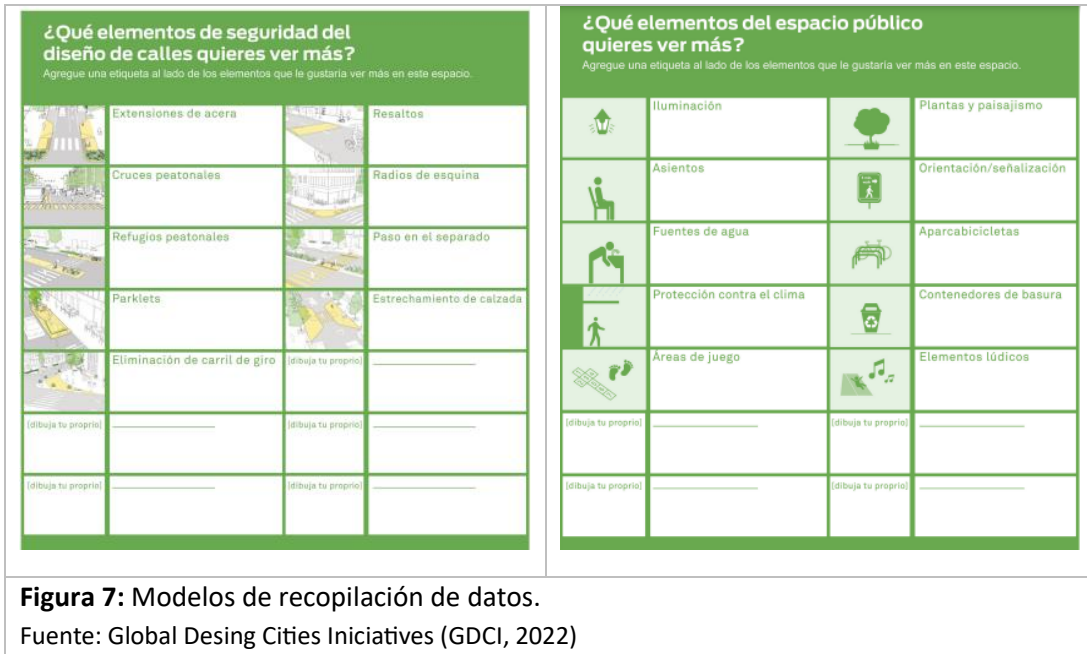 ¿Qué elementos de seguridad del
diseño de calles quieres ver más?
Agregue una etiqueta al lado de los elementos que le gustaria ver más en este espacio.
Extensiones de acera
Resaltos
Cruces peatonales
Radios de esquina
Refugios peatonales
Paso en el separado
Parklets
Estrechamiento de calzada
Eliminación de carril de giro
[dibuja tu proprio]
[dibuja tu proprio]
[dibuja tu proprio]
[dibuja tu proprio]
[dibuja tu proprio]
¿Qué elementos del espacio público
quieres ver más?
Agregue una etiqueta al lado de los elementos que le gustaria ver más en este espacio.
Iluminación
Plantas y paisajismo
Asientos
Orientación/señalización
Fuentes de agua
Aparcabicicletas
Protección contra el clima
Contenedores de basura
Áreas de juego
Elementos lúdicos
[dibuja tu proprio]
[dibuja tu proprio]
[dibuja tu proprio]
[dibuja tu proprio]
Figura 7: Modelos de recopilación de datos.
Fuente: Global Desing Cities Iniciatives (GDCI, 2022)